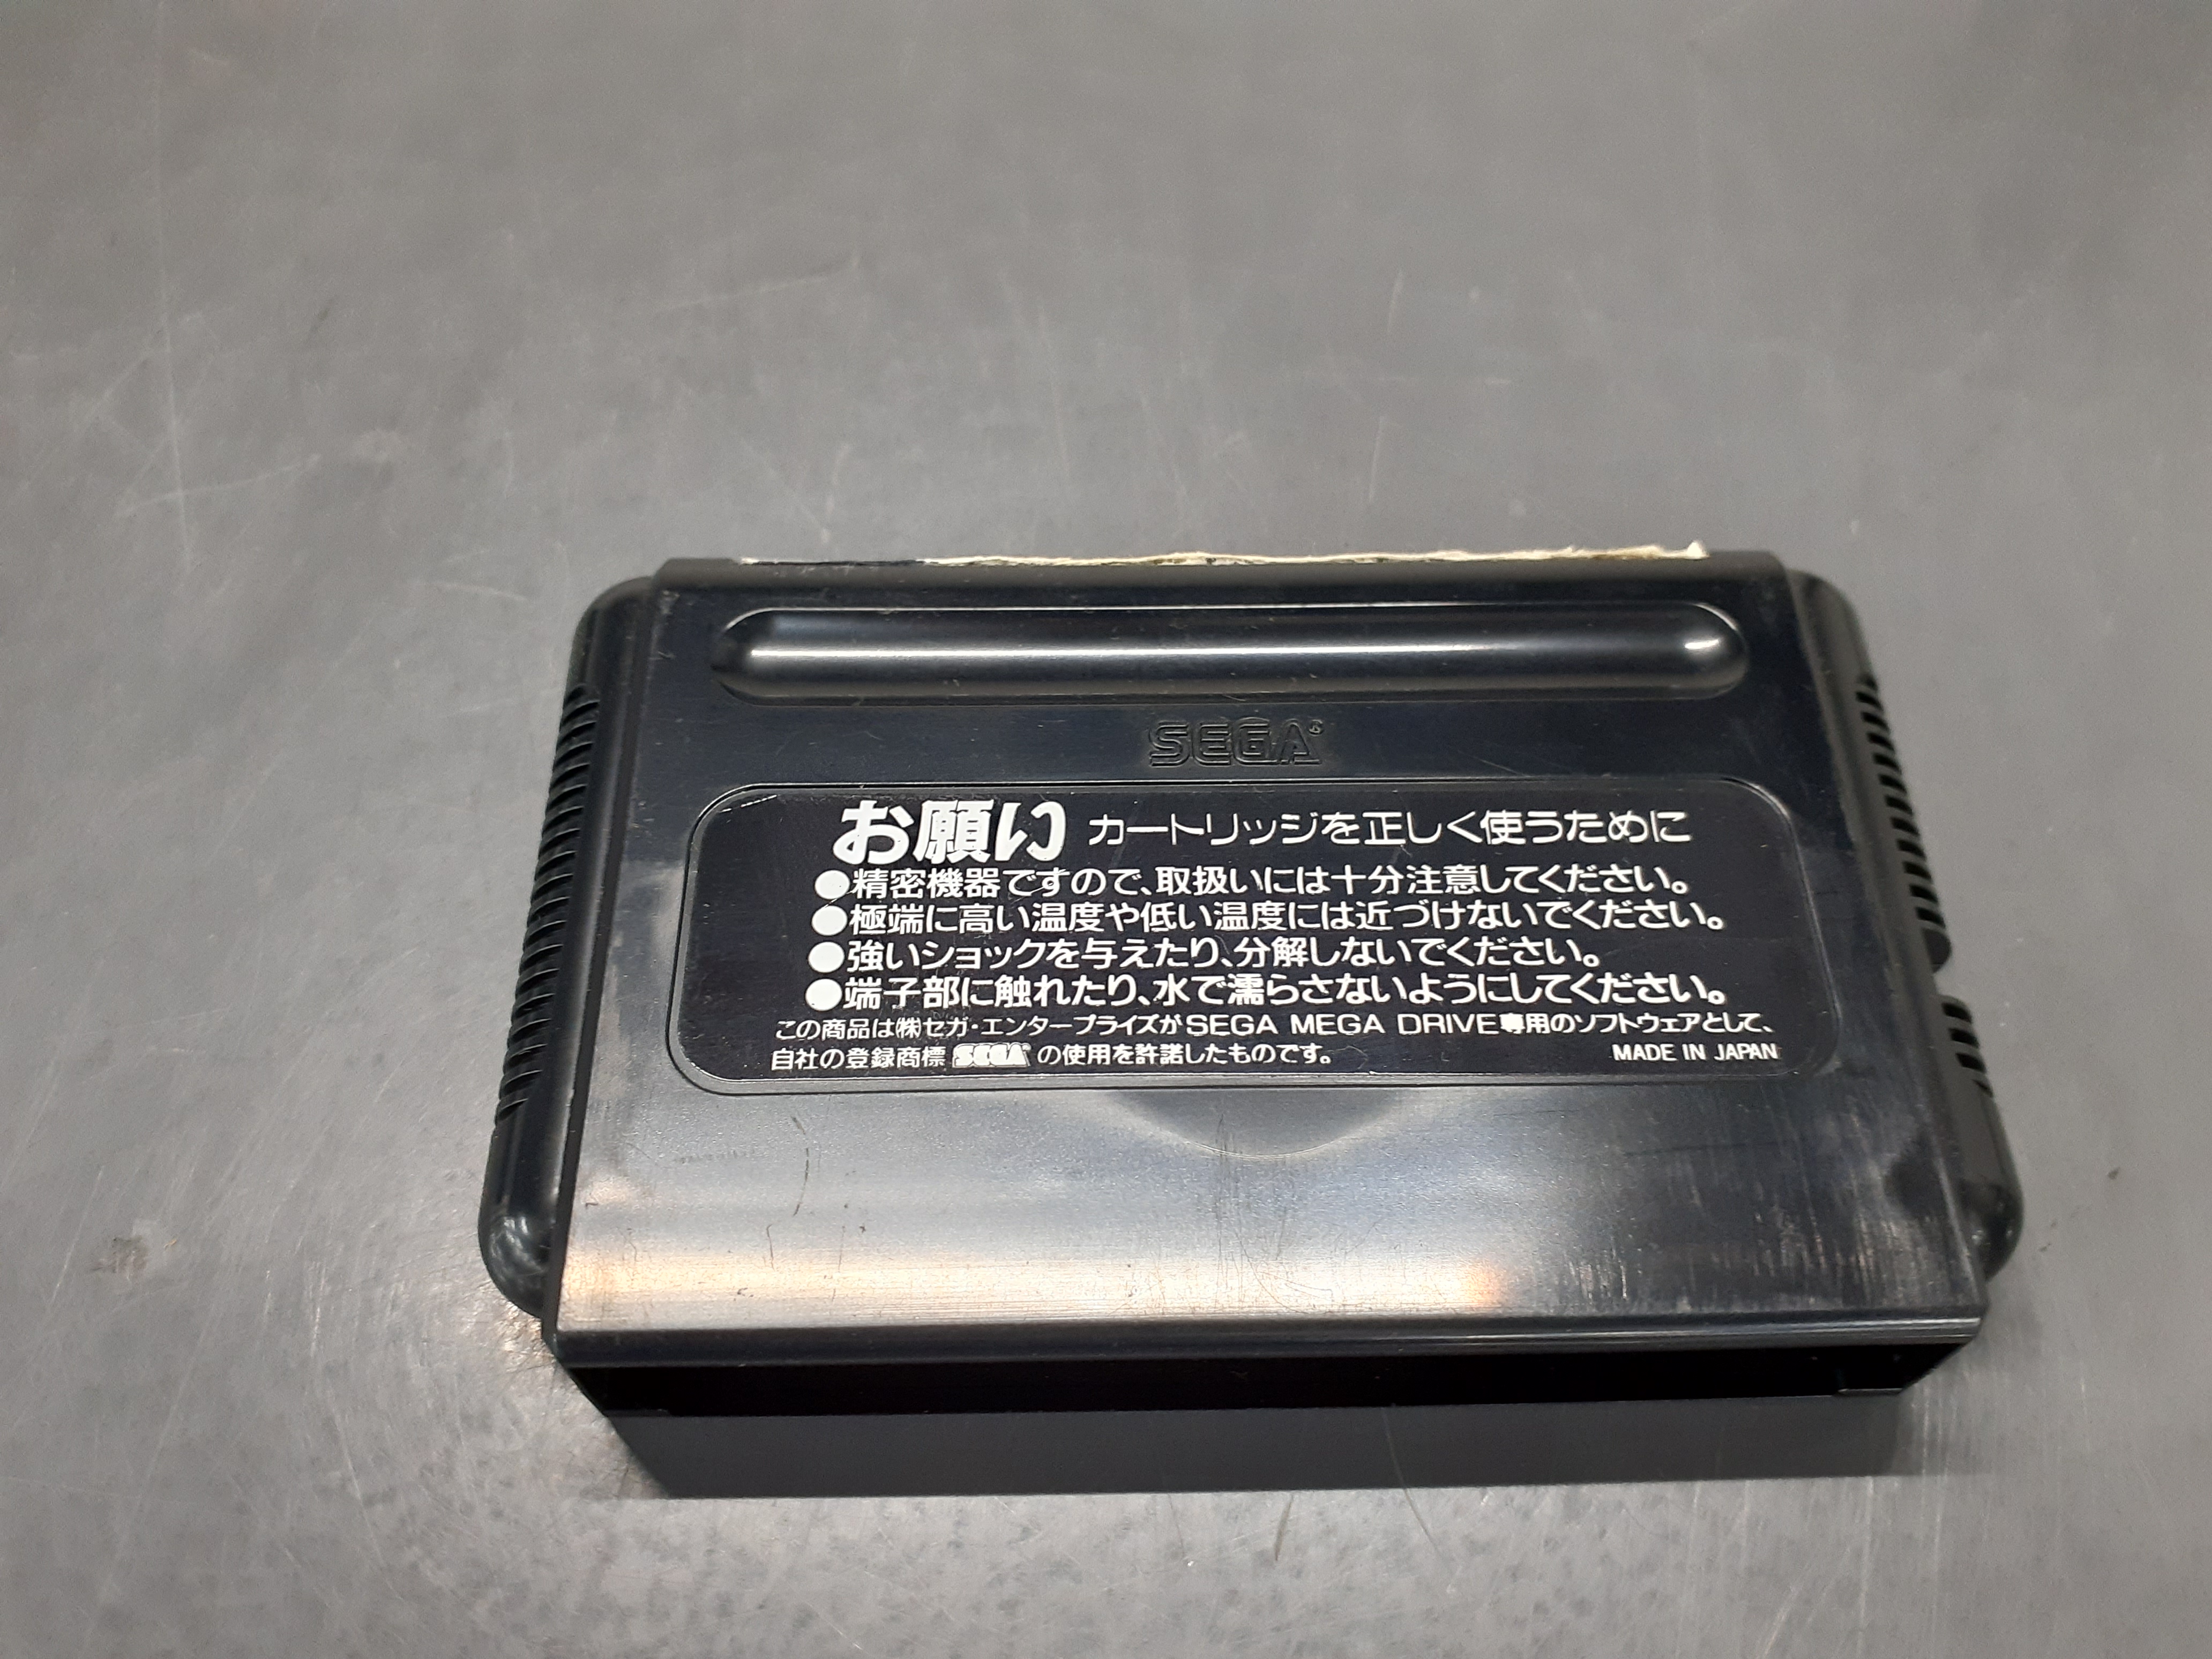 SEGA®
お願い カートリッジを正しく使うために
●精密機器ですので、取扱いには十分注意してください。
●極端に高い温度や低い温度には近づけないでください。
●強いショックを与えたり、分解しないでください。
●端子部に触れたり、水で濡らさないようにしてください。
この商品は㈱セガ・エンタープライズがSEGA MEGA DRIVE専用のソフトウェアとして、
自社の登録商標 SEGA の使用を許諾したものです。 MADE IN JAPAN